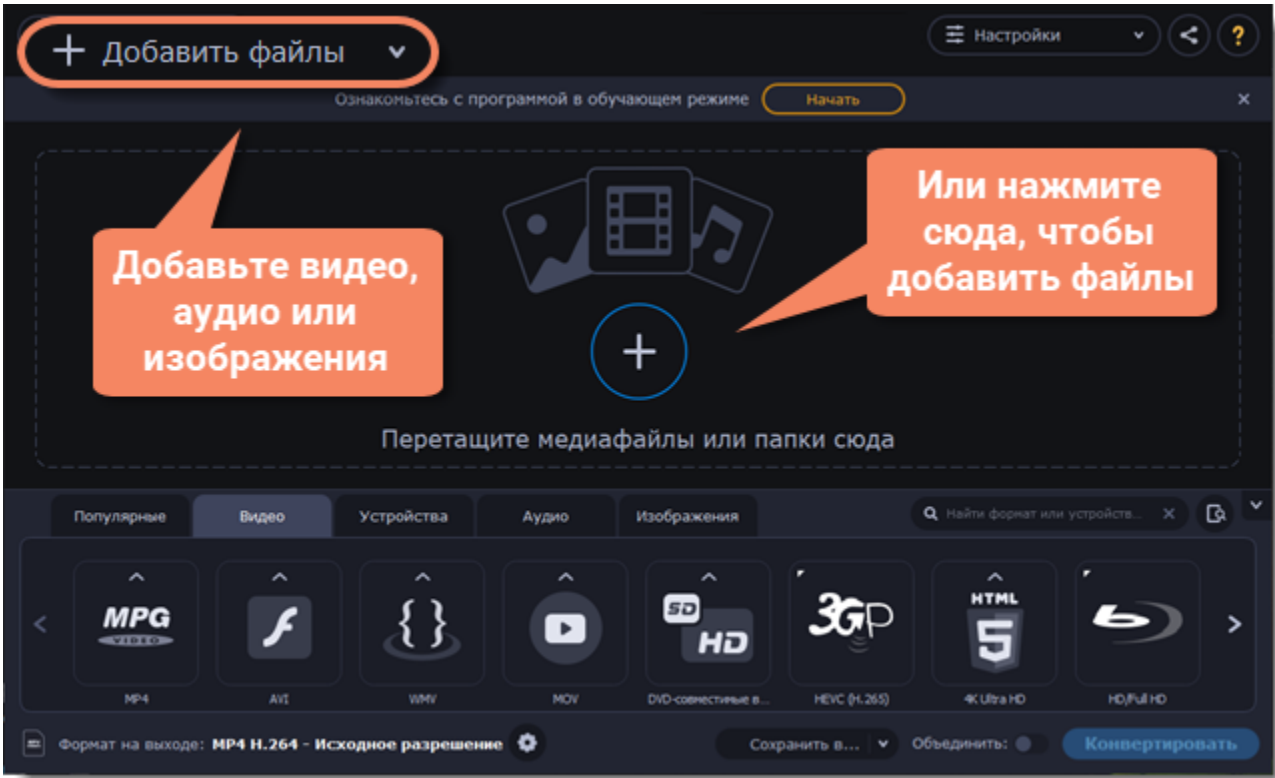 Добавить файлы
Настройки
?
Ознакомьтесь с программой в обучающем режиме
Начать
Добавьте видео,
аудио или
изображения
Или нажмите
сюда, чтобы
добавить файлы
Перетащите медиафайлы или папки сюда
Популярные
Видео
Устройства
Аудио
Изображения
Найти формат или устройств...
MPG
VIDEO
SD
HD
3GP
HTML
5
MP4
AVI
WMV
MOV
DVD-совместимые в...
HEVC (H.265)
4K Ultra HD
HD/Full HD
Формат на выходе: MP4 H.264 - Исходное разрешение
Сохранить в...
Объединить:
Конвертировать